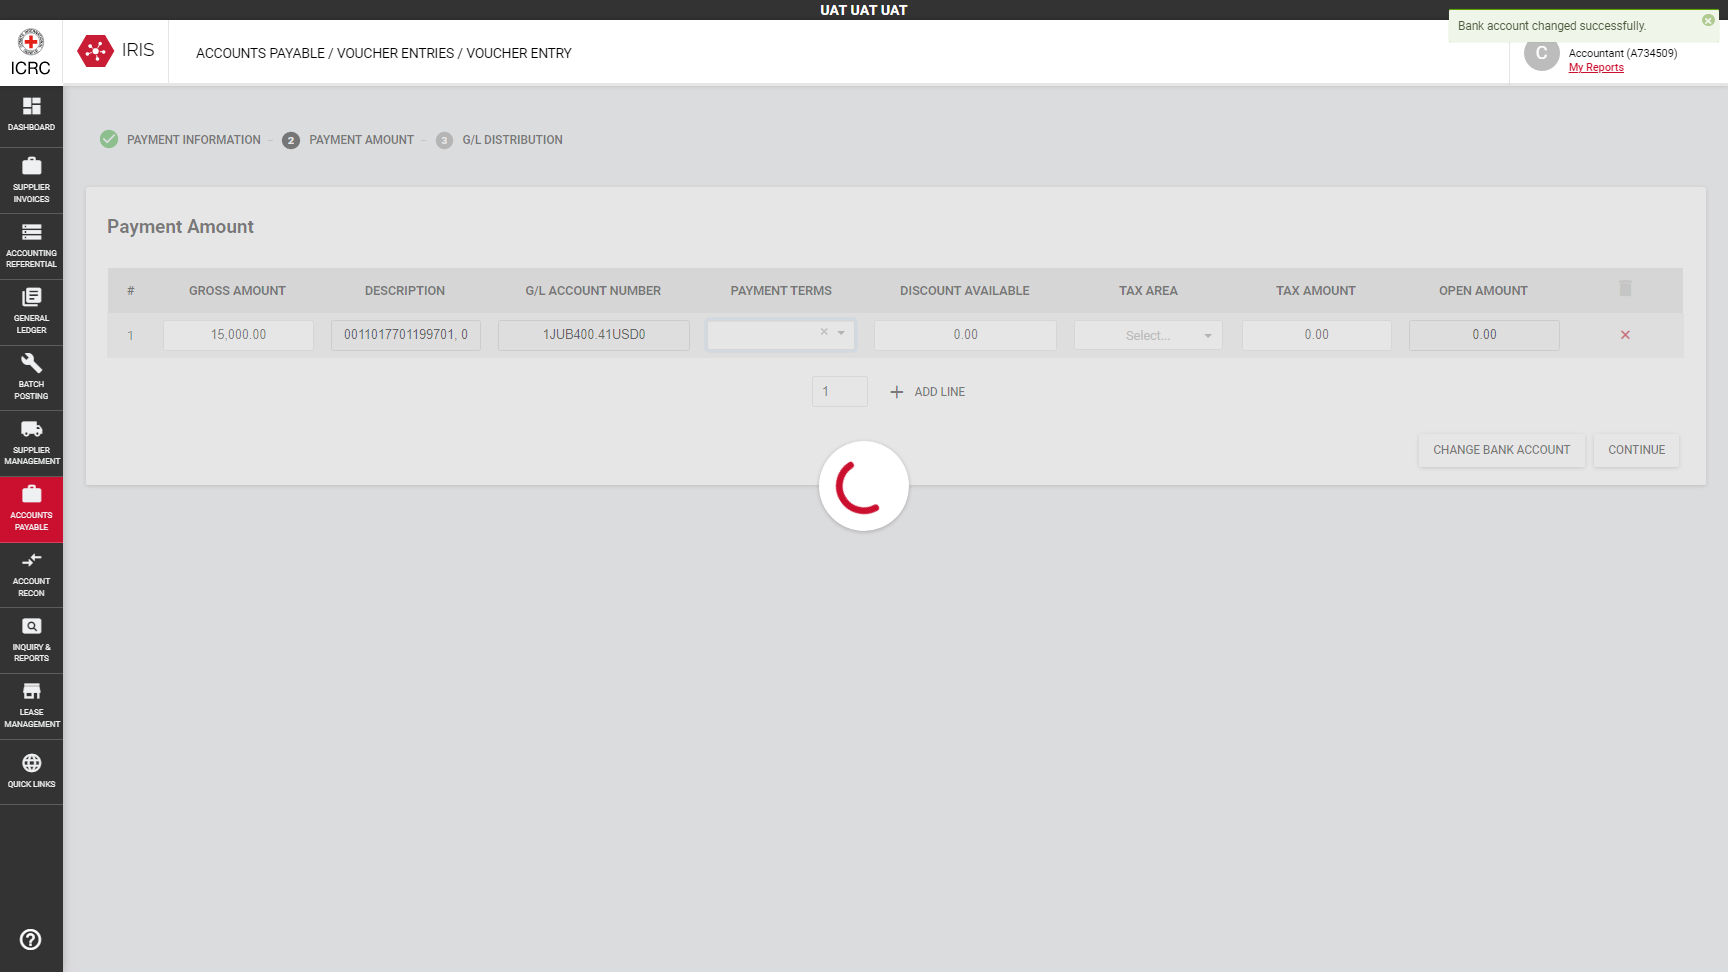 UAT UAT UAT
Bank account changed successfully.
ICRC
IRIS
ACCOUNTS PAYABLE / VOUCHER ENTRIES / VOUCHER ENTRY
C
Accountant (A734509)
My Reports
DASHBOARD
SUPPLIER
INVOICES
ACCOUNTING
REFERENTIAL
GENERAL
LEDGER
BATCH
POSTING
SUPPLIER
MANAGEMENT
ACCOUNTS
PAYABLE
ACCOUNT
RECON
INQUIRY &
REPORTS
LEASE
MANAGEMENT
QUICK LINKS
PAYMENT INFORMATION - 2 PAYMENT AMOUNT - 3 G/L DISTRIBUTION
Payment Amount
# GROSS AMOUNT DESCRIPTION G/L ACCOUNT NUMBER PAYMENT TERMS DISCOUNT AVAILABLE TAX AREA TAX AMOUNT OPEN AMOUNT
1 15,000.00 0011017701199701, 0 1JUB400.41USD0 0.00 Select... 0.00 0.00
1 ADD LINE
CHANGE BANK ACCOUNT CONTINUE